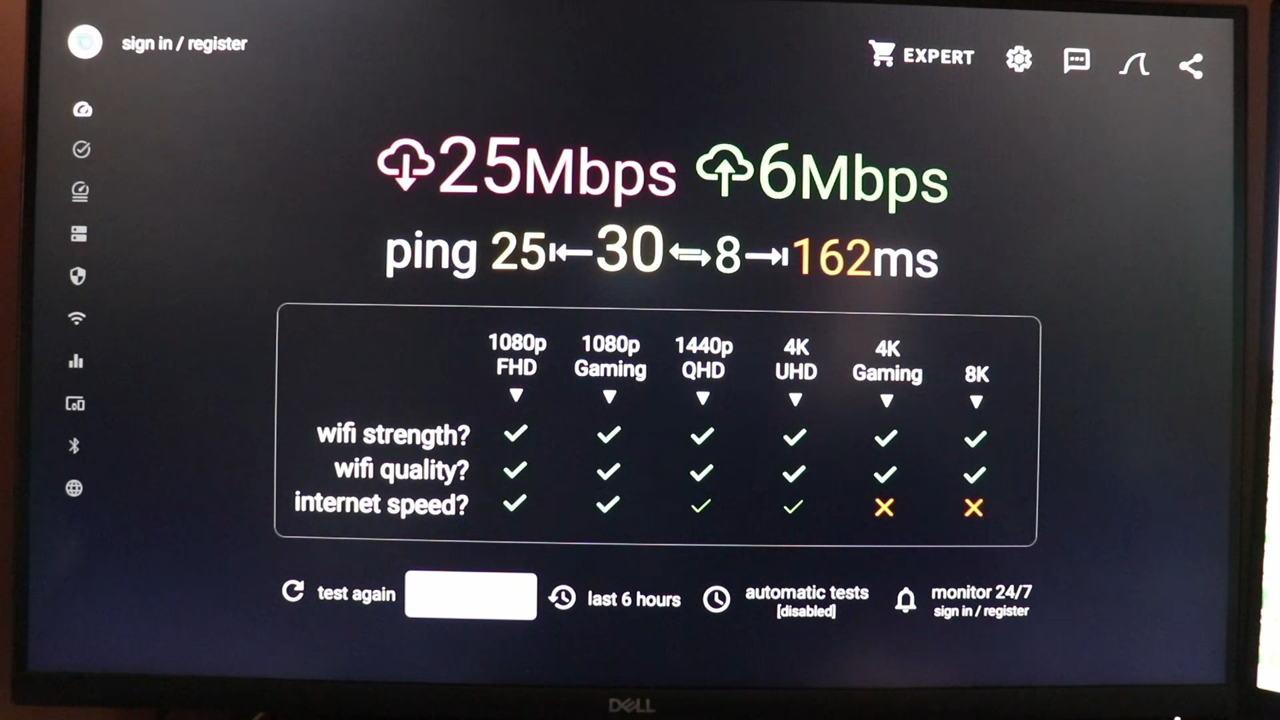 sign in / register
EXPERT
25Mbps 6Mbps
ping 25 30 8 162ms
1080p FHD 1080p Gaming 1440p QHD 4K UHD 4K Gaming 8K
wifi strength?
wifi quality?
internet speed?
test again last 6 hours automatic tests [disabled] monitor 24/7 sign in / register
DELL